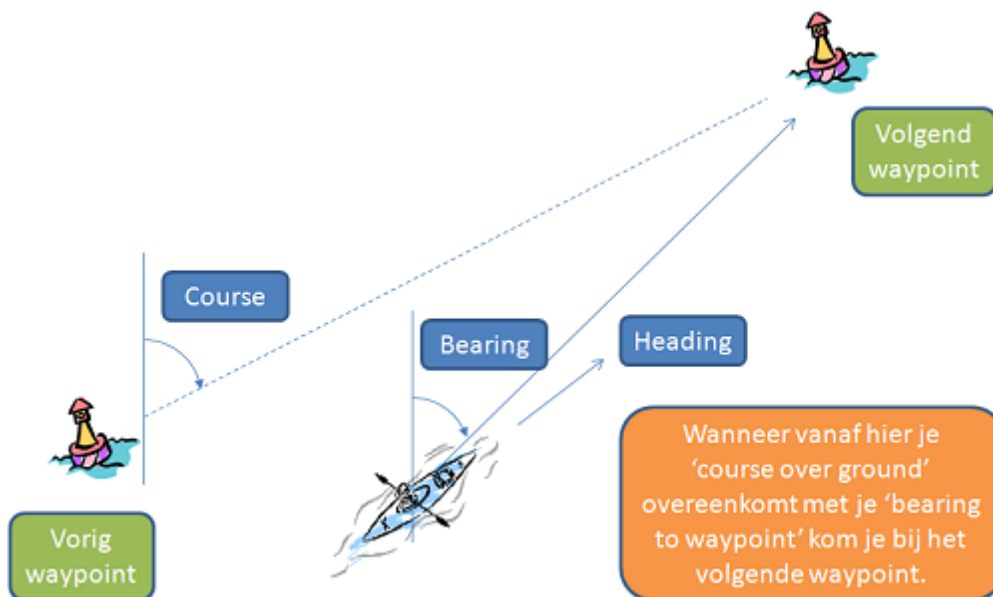 Volgend
waypoint
Course
Bearing
Heading
Vorig
waypoint
Wanneer vanaf hier je
‘course over ground’
overeenkomt met je ‘bearing
to waypoint’ kom je bij het
volgende waypoint.